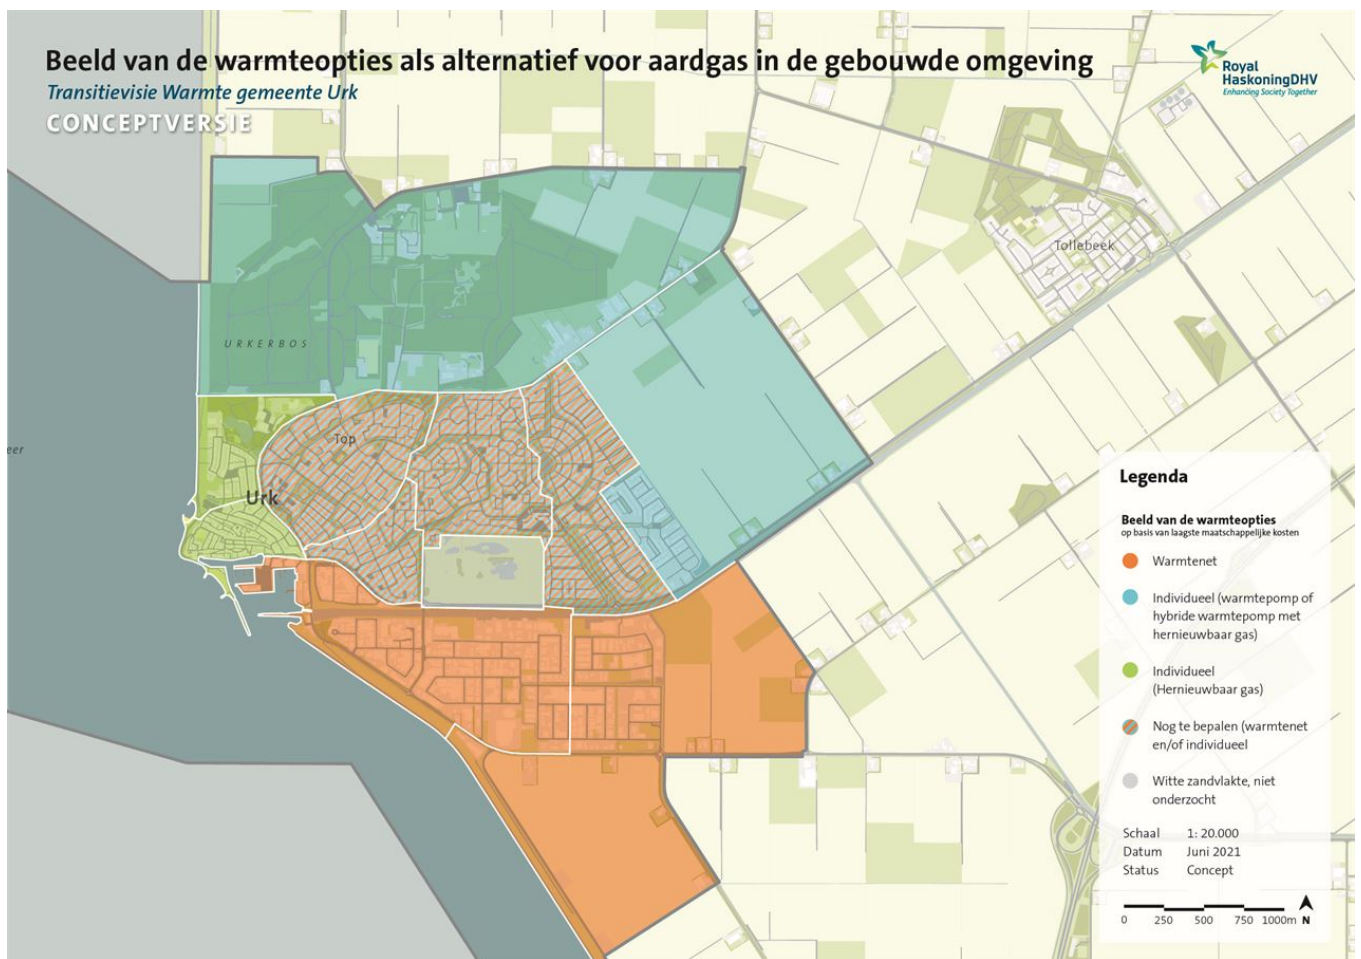 Beeld van de warmteopties als alternatief voor aardgas in de gebouwde omgeving
Transitievisie Warmte gemeente Urk
CONCEPTVERSIE
Royal
HaskoningDHV
Enhancing Society Together
Tollebeek
URKERBOS
Top
eer
Urk
Legenda
Beeld van de warmteopties
op basis van laagste maatschappelijke kosten
Warmtenet
Individueel (warmtepomp of
hybride warmtepomp met
hernieuwbaar gas)
Individueel
(Hernieuwbaar gas)
Nog te bepalen (warmtenet
en/of individueel
Witte zandvlakte, niet
onderzocht
Schaal 1: 20.000
Datum Juni 2021
Status Concept
0 250 500 750 1000m N